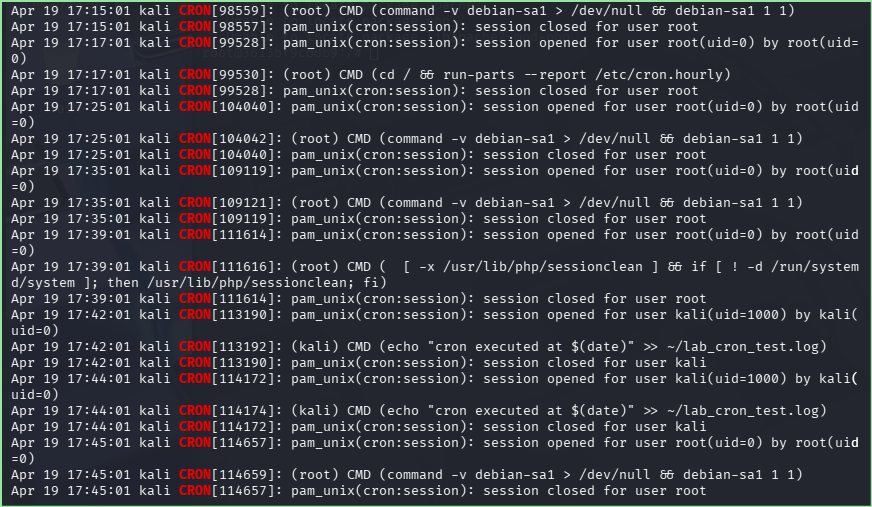 Apr 19 17:15:01 kali CRON[98559]: (root) CMD (command -v debian-sa1 > /dev/null && debian-sa1 1 1)
Apr 19 17:15:01 kali CRON[98557]: pam_unix(cron:session): session closed for user root
Apr 19 17:17:01 kali CRON[99528]: pam_unix(cron:session): session opened for user root(uid=0) by root(uid=
0)
Apr 19 17:17:01 kali CRON[99530]: (root) CMD (cd / && run-parts --report /etc/cron.hourly)
Apr 19 17:17:01 kali CRON[99528]: pam_unix(cron:session): session closed for user root
Apr 19 17:25:01 kali CRON[104040]: pam_unix(cron:session): session opened for user root(uid=0) by root(uid
=0)
Apr 19 17:25:01 kali CRON[104042]: (root) CMD (command -v debian-sa1 > /dev/null && debian-sa1 1 1)
Apr 19 17:25:01 kali CRON[104040]: pam_unix(cron:session): session closed for user root
Apr 19 17:35:01 kali CRON[109119]: pam_unix(cron:session): session opened for user root(uid=0) by root(uid
=0)
Apr 19 17:35:01 kali CRON[109121]: (root) CMD (command -v debian-sa1 > /dev/null && debian-sa1 1 1)
Apr 19 17:35:01 kali CRON[109119]: pam_unix(cron:session): session closed for user root
Apr 19 17:39:01 kali CRON[111614]: pam_unix(cron:session): session opened for user root(uid=0) by root(uid
=0)
Apr 19 17:39:01 kali CRON[111616]: (root) CMD (  [ -x /usr/lib/php/sessionclean ] && if [ ! -d /run/system
d/system ]; then /usr/lib/php/sessionclean; fi)
Apr 19 17:39:01 kali CRON[111614]: pam_unix(cron:session): session closed for user root
Apr 19 17:42:01 kali CRON[113190]: pam_unix(cron:session): session opened for user kali(uid=1000) by kali(
uid=0)
Apr 19 17:42:01 kali CRON[113192]: (kali) CMD (echo "cron executed at $(date)" >> ~/lab_cron_test.log)
Apr 19 17:42:01 kali CRON[113190]: pam_unix(cron:session): session closed for user kali
Apr 19 17:44:01 kali CRON[114172]: pam_unix(cron:session): session opened for user kali(uid=1000) by kali(
uid=0)
Apr 19 17:44:01 kali CRON[114174]: (kali) CMD (echo "cron executed at $(date)" >> ~/lab_cron_test.log)
Apr 19 17:44:01 kali CRON[114172]: pam_unix(cron:session): session closed for user kali
Apr 19 17:45:01 kali CRON[114657]: pam_unix(cron:session): session opened for user root(uid=0) by root(uid
=0)
Apr 19 17:45:01 kali CRON[114659]: (root) CMD (command -v debian-sa1 > /dev/null && debian-sa1 1 1)
Apr 19 17:45:01 kali CRON[114657]: pam_unix(cron:session): session closed for user root